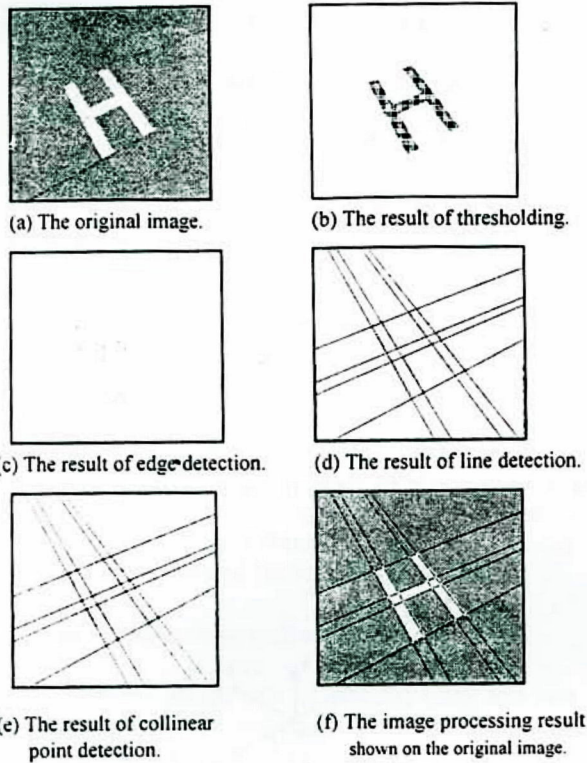 (a) The original image.
(b) The result of thresholding.
(c) The result of edge detection.
(d) The result of line detection.
(e) The result of collinear
point detection.
(f) The image processing result
shown on the original image.